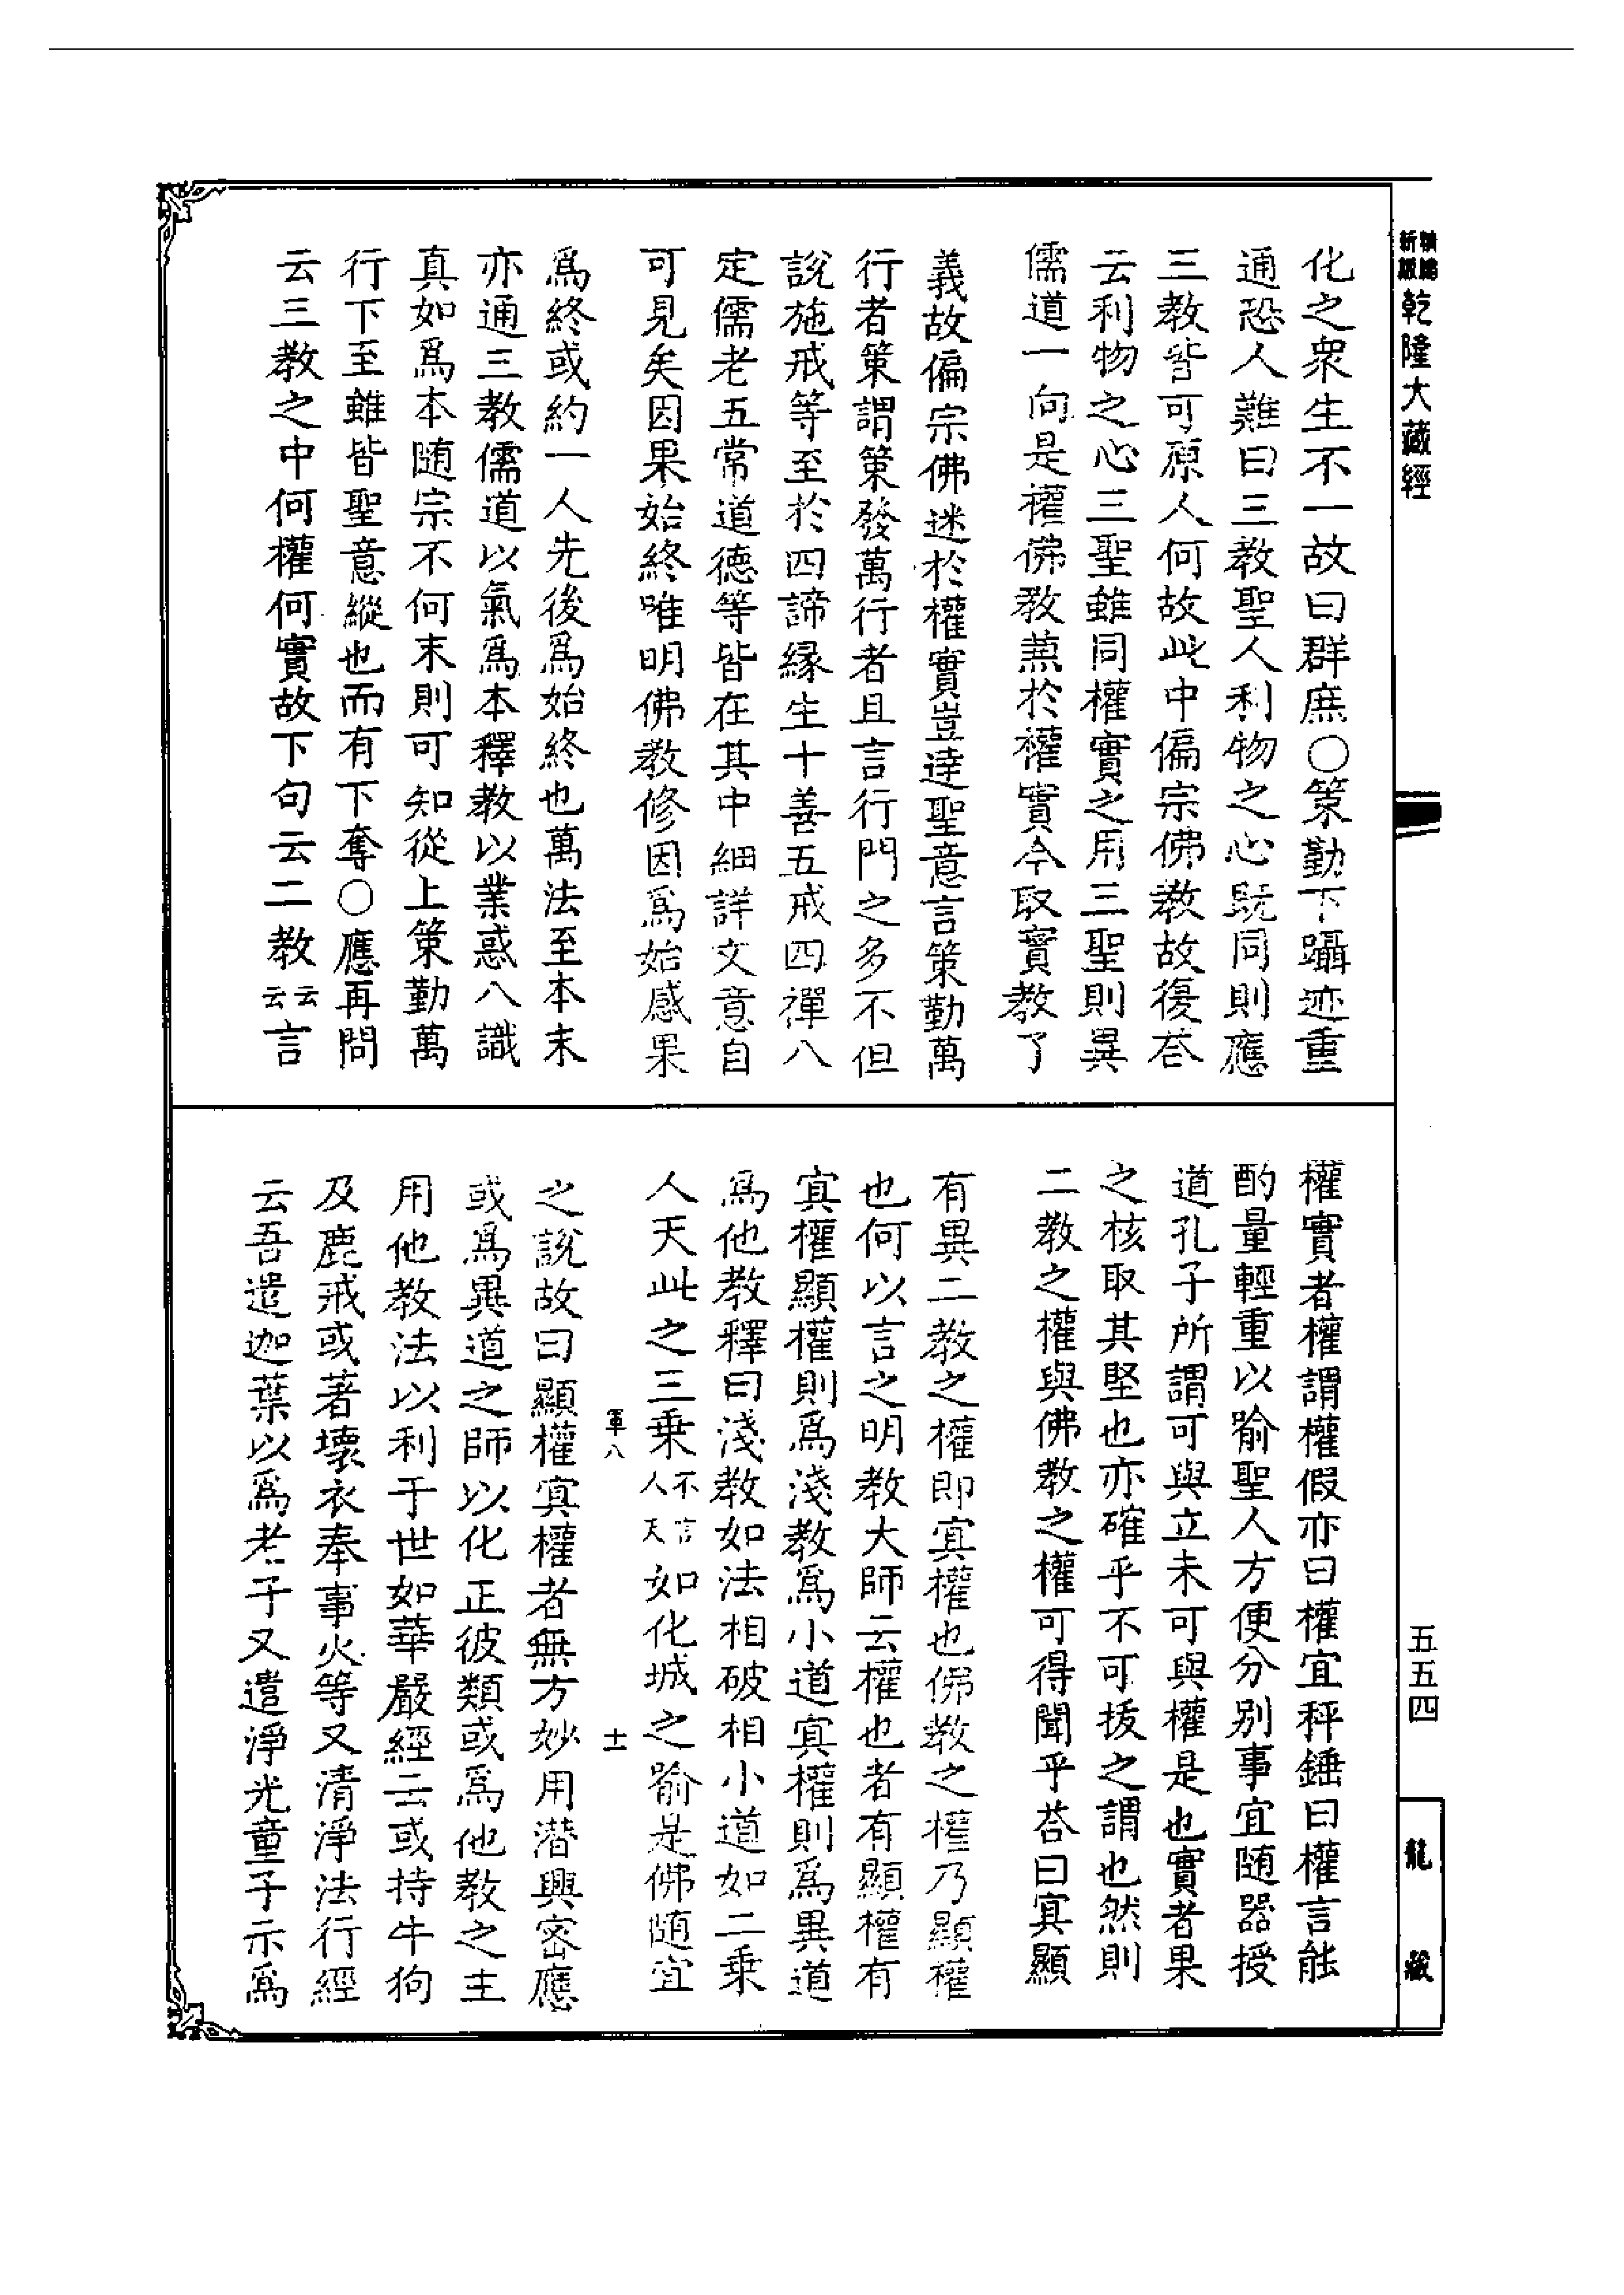 新編縮版 乾隆大藏經
化之衆生不一故曰群庶○策勤下躡迹重
通恐人難曰三教聖人利物之心旣同則應
三教皆可原人何故此中偏宗佛教故復荅
云利物之心三聖雖同權實之用三聖則異
儒道一向是權佛教蕪於權實今取實教了
義故偏宗佛迷於權實豈達聖意言策勤萬
行者策謂策發萬行者且言行門之多不但
說施戒等至於四諦緣生十善五戒四禪八
定儒老五常道德等皆在其中細詳文意自
可見矣因果始終唯明佛教修因爲始感果
爲終或約一人先後爲始終也萬法至本末
亦通三教儒道以氣爲本釋教以業惑八識
真如爲本随宗不何末則可知從上策勤萬
行下至雖皆聖意縱也而有下奪○應再問
云三教之中何權何實故下句云二教云云言
權實者權謂權假亦曰權宜秤錘曰權言能
酌量輕重以喻聖人方便分別事宜随器授
道孔子所謂可與立未可與權是也實者果
之核取其堅也亦確乎不可拔之謂也然則
二教之權與佛教之權可得聞乎荅曰寘顯
有異二教之權即寘權也佛教之權乃顯權
也何以言之明教大師云權也者有顯權有
寘權顯權則爲淺教爲小道寘權則爲異道
爲他教釋曰淺教如法相破相小道如二乗
人天此之三乗不言人天如化城之喻是佛随宜
軍八 十一
之說故曰顯權寘權者無方妙用潜興密應
或爲異道之師以化正彼類或爲他教之主
用他教法以利于世如華嚴經云或持牛狗
及鹿戒或著壞衣奉事火等又清淨法行經
云吾遣迦葉以爲老子又遣淨光童子示爲
五五四
龍藏